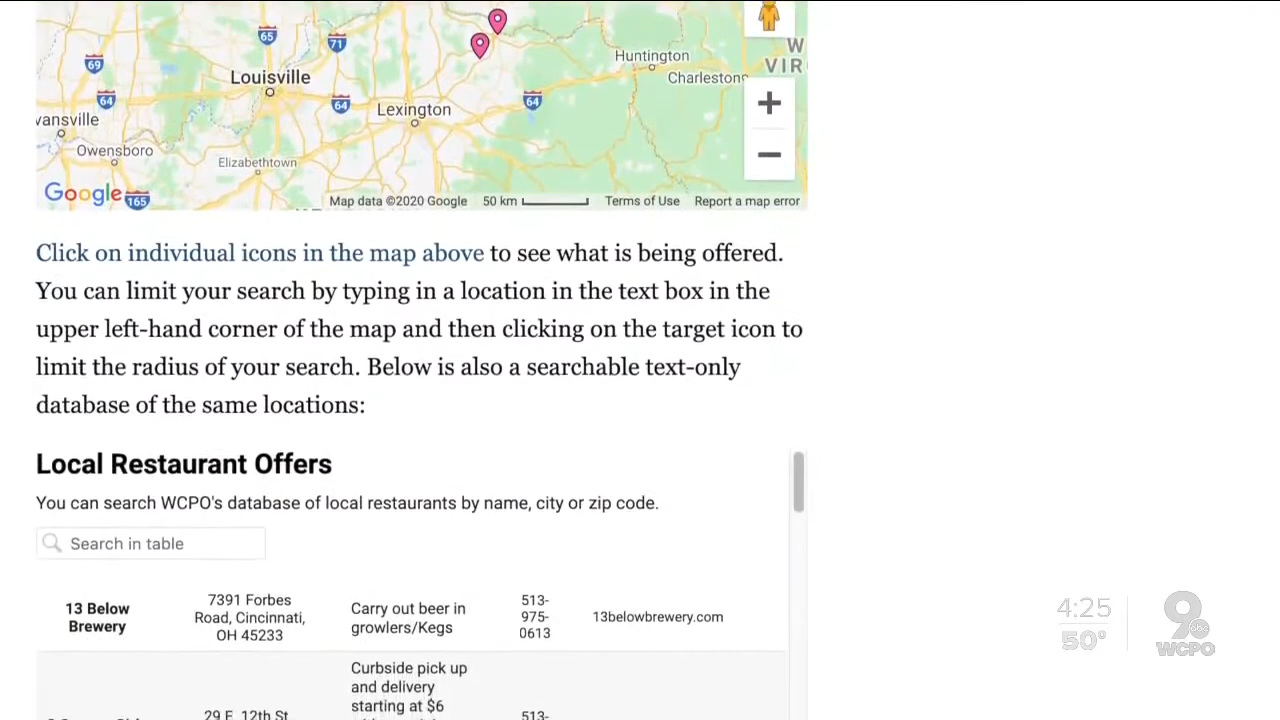 65
71
69
Louisville
Huntington
W
VIR
Charleston
64
64
64
Lexington
vansville
Owensboro
Elizabethtown
Google
165
Map data ©2020 Google 50 km Terms of Use Report a map error
Click on individual icons in the map above to see what is being offered.
You can limit your search by typing in a location in the text box in the
upper left-hand corner of the map and then clicking on the target icon to
limit the radius of your search. Below is also a searchable text-only
database of the same locations:
Local Restaurant Offers
You can search WCPO's database of local restaurants by name, city or zip code.
Search in table
13 Below
Brewery
7391 Forbes
Road, Cincinnati,
OH 45233
Carry out beer in
growlers/Kegs
513-
975-
0613
13belowbrewery.com
Curbside pick up
and delivery
starting at $6
29 E. 12th St
513-
4:25
50°
9
abc
WCPO